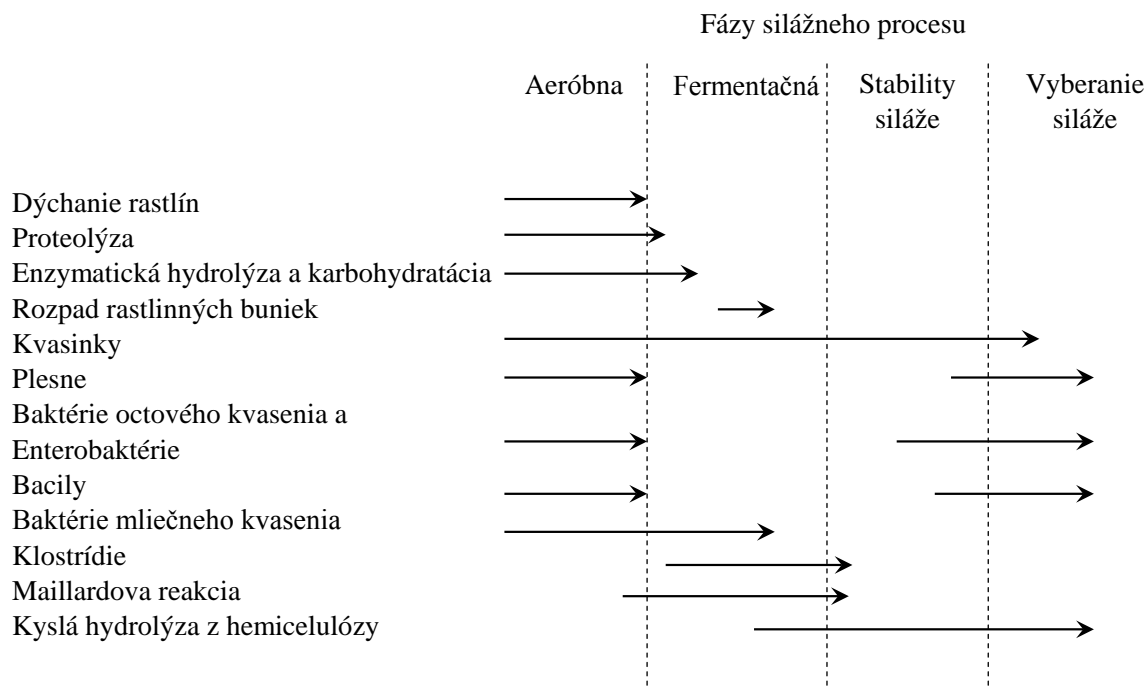 Fázy silážneho procesu
Aeróbna
Fermentačná
Stability
siláže
Vyberanie
siláže
Dýchanie rastlín
Proteolýza
Enzymatická hydrolýza a karbohydratácia
Rozpad rastlinných buniek
Kvasinky
Plesne
Baktérie octového kvasenia a
Enterobaktérie
Bacily
Baktérie mliečneho kvasenia
Klostrídie
Maillardova reakcia
Kyslá hydrolýza z hemicelulózy